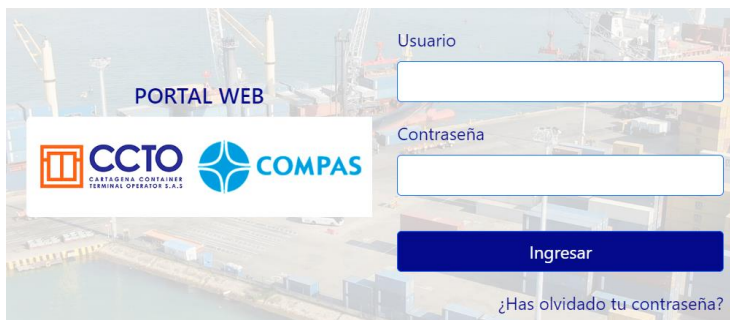 PORTAL WEB
CCTO
CARTAGENA CONTAINER
TERMINAL OPERATOR S.A.S
COMPAS
Usuario
Contraseña
Ingresar
¿Has olvidado tu contraseña?